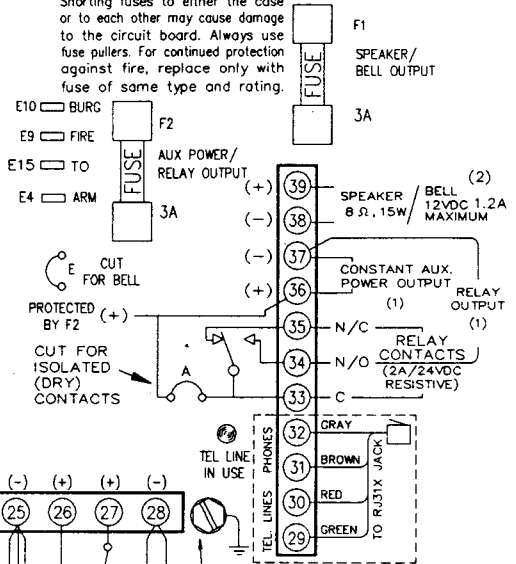 Shorting fuses to either the case
or to each other may cause damage
to the circuit board. Always use
fuse pullers. For continued protection
against fire, replace only with
fuse of same type and rating.
F1
FUSE
SPEAKER/
BELL OUTPUT
3A
E10 BURG
E9 FIRE
E15 TO
E4 ARM
F2
FUSE
AUX POWER/
RELAY OUTPUT
3A
E CUT
FOR BELL
PROTECTED
BY F2 (+)
CUT FOR
ISOLATED
(DRY)
CONTACTS
A
(+) 39
(-) 38
(-) 37
(+) 36
35 N/C
34 N/O
33 C
SPEAKER
8 Ω, 15W
/
BELL (2)
12VDC 1.2A
MAXIMUM
CONSTANT AUX.
POWER OUTPUT
(1)
RELAY
OUTPUT
(1)
RELAY
CONTACTS
(2A/24VDC
RESISTIVE)
TEL LINE
IN USE
TEL LINES PHONES
32 GRAY
31 BROWN
30 RED
29 GREEN
TO RJ31X JACK
(-) (+) (+) (-)
25 26 27 28